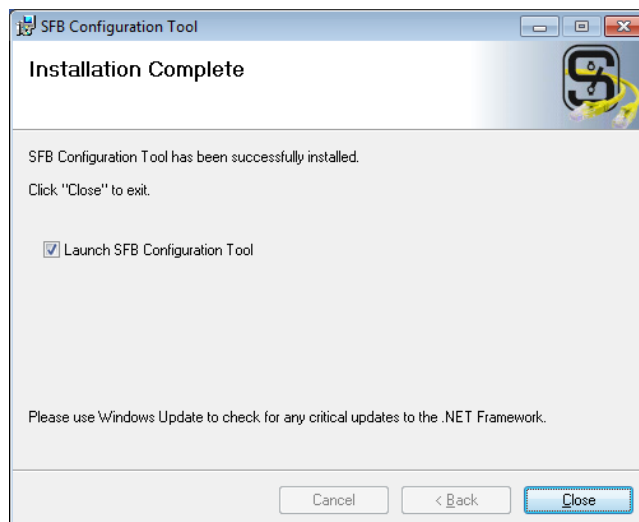 SFB Configuration Tool
Installation Complete
SFB Configuration Tool has been successfully installed.
Click "Close" to exit.
Launch SFB Configuration Tool
Please use Windows Update to check for any critical updates to the .NET Framework.
Cancel
< Back
Close